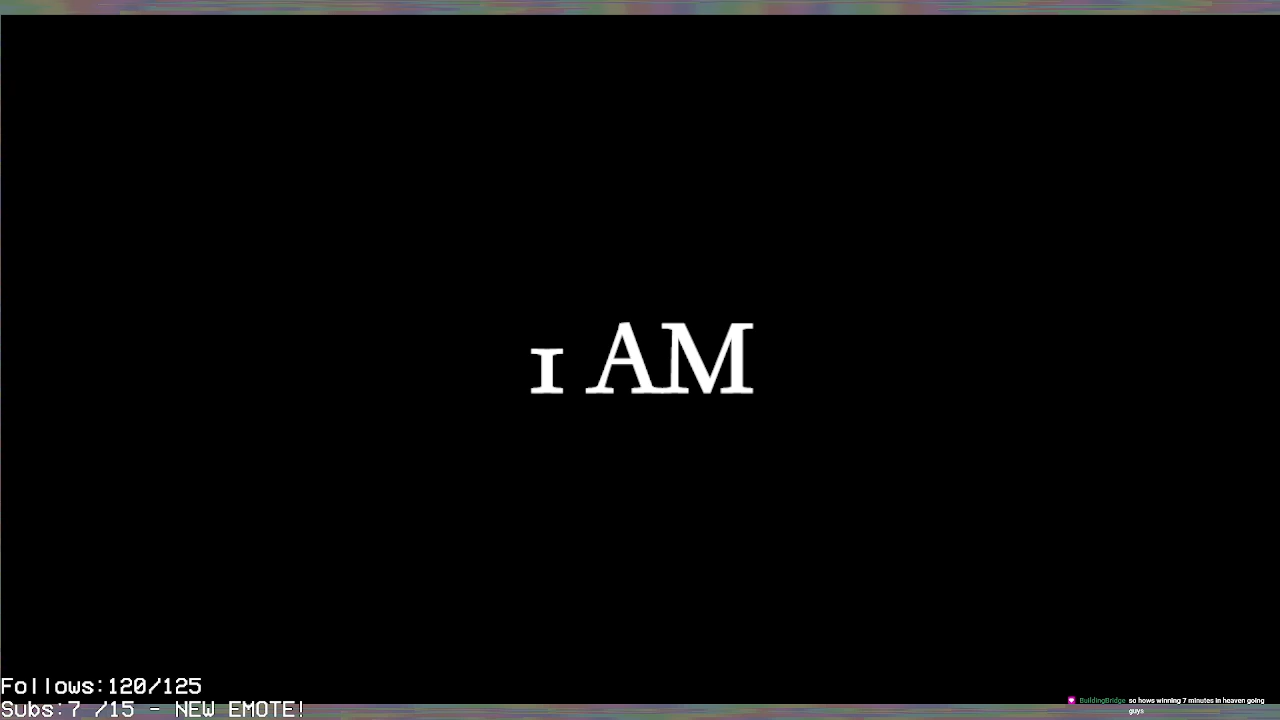 1 AM
Follows:120/125
Subs:7 /15 - NEW EMOTE!
BuildingBridge so hows winning 7 minutes in heaven going
guys